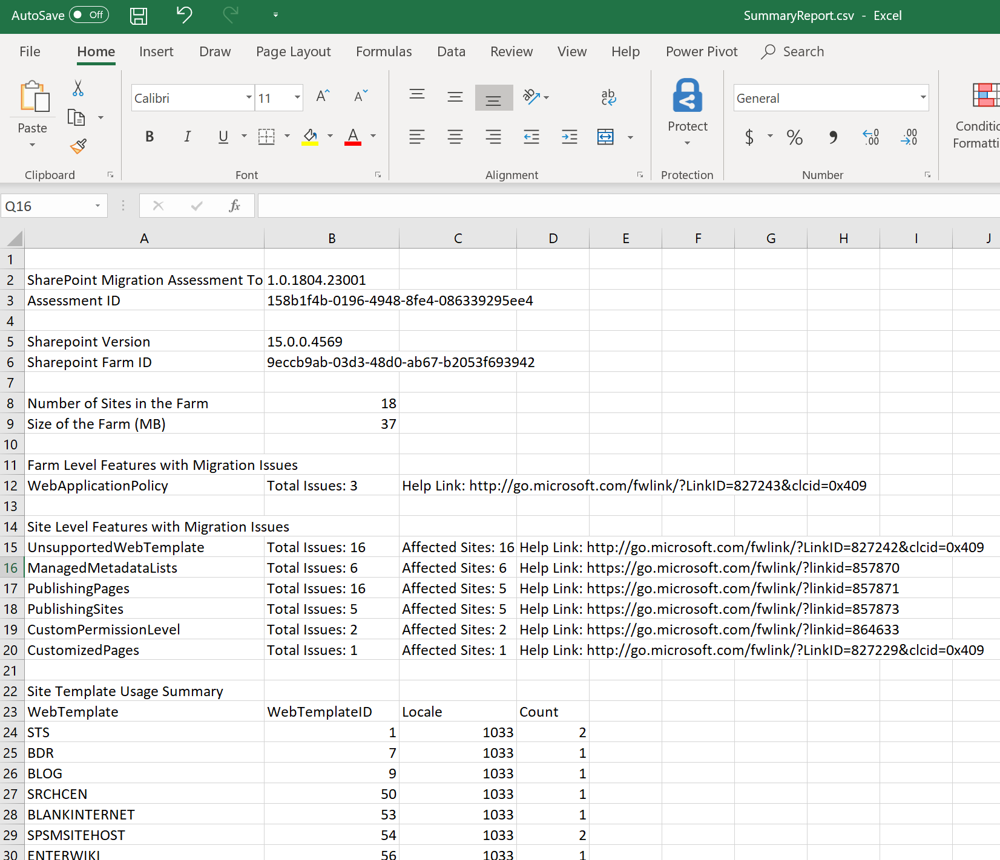 AutoSave Off SummaryReport.csv - Excel
File Home Insert Draw Page Layout Formulas Data Review View Help Power Pivot Search
Calibri 11 General
Paste Protect
B I U A $ % , .00 .00
Clipboard Font Alignment Protection Number
Q16 fx
A B C D E F G H I J
1
2 SharePoint Migration Assessment To 1.0.1804.23001
3 Assessment ID 158b1f4b-0196-4948-8fe4-086339295ee4
4
5 Sharepoint Version 15.0.0.4569
6 Sharepoint Farm ID 9eccb9ab-03d3-48d0-ab67-b2053f693942
7
8 Number of Sites in the Farm 18
9 Size of the Farm (MB) 37
10
11 Farm Level Features with Migration Issues
12 WebApplicationPolicy Total Issues: 3 Help Link: http://go.microsoft.com/fwlink/?LinkID=827243&clcid=0x409
13
14 Site Level Features with Migration Issues
15 UnsupportedWebTemplate Total Issues: 16 Affected Sites: 16 Help Link: http://go.microsoft.com/fwlink/?LinkID=827242&clcid=0x409
16 ManagedMetadataLists Total Issues: 6 Affected Sites: 6 Help Link: https://go.microsoft.com/fwlink/?linkid=857870
17 PublishingPages Total Issues: 16 Affected Sites: 5 Help Link: https://go.microsoft.com/fwlink/?linkid=857871
18 PublishingSites Total Issues: 5 Affected Sites: 5 Help Link: https://go.microsoft.com/fwlink/?linkid=857873
19 CustomPermissionLevel Total Issues: 2 Affected Sites: 2 Help Link: https://go.microsoft.com/fwlink/?linkid=864633
20 CustomizedPages Total Issues: 1 Affected Sites: 1 Help Link: http://go.microsoft.com/fwlink/?LinkID=827229&clcid=0x409
21
22 Site Template Usage Summary
23 WebTemplate WebTemplateID Locale Count
24 STS 1 1033 2
25 BDR 7 1033 1
26 BLOG 9 1033 1
27 SRCHCEN 50 1033 1
28 BLANKINTERNET 53 1033 1
29 SPSMSITEHOST 54 1033 2
30 ENTERWIKI 56 1033 1